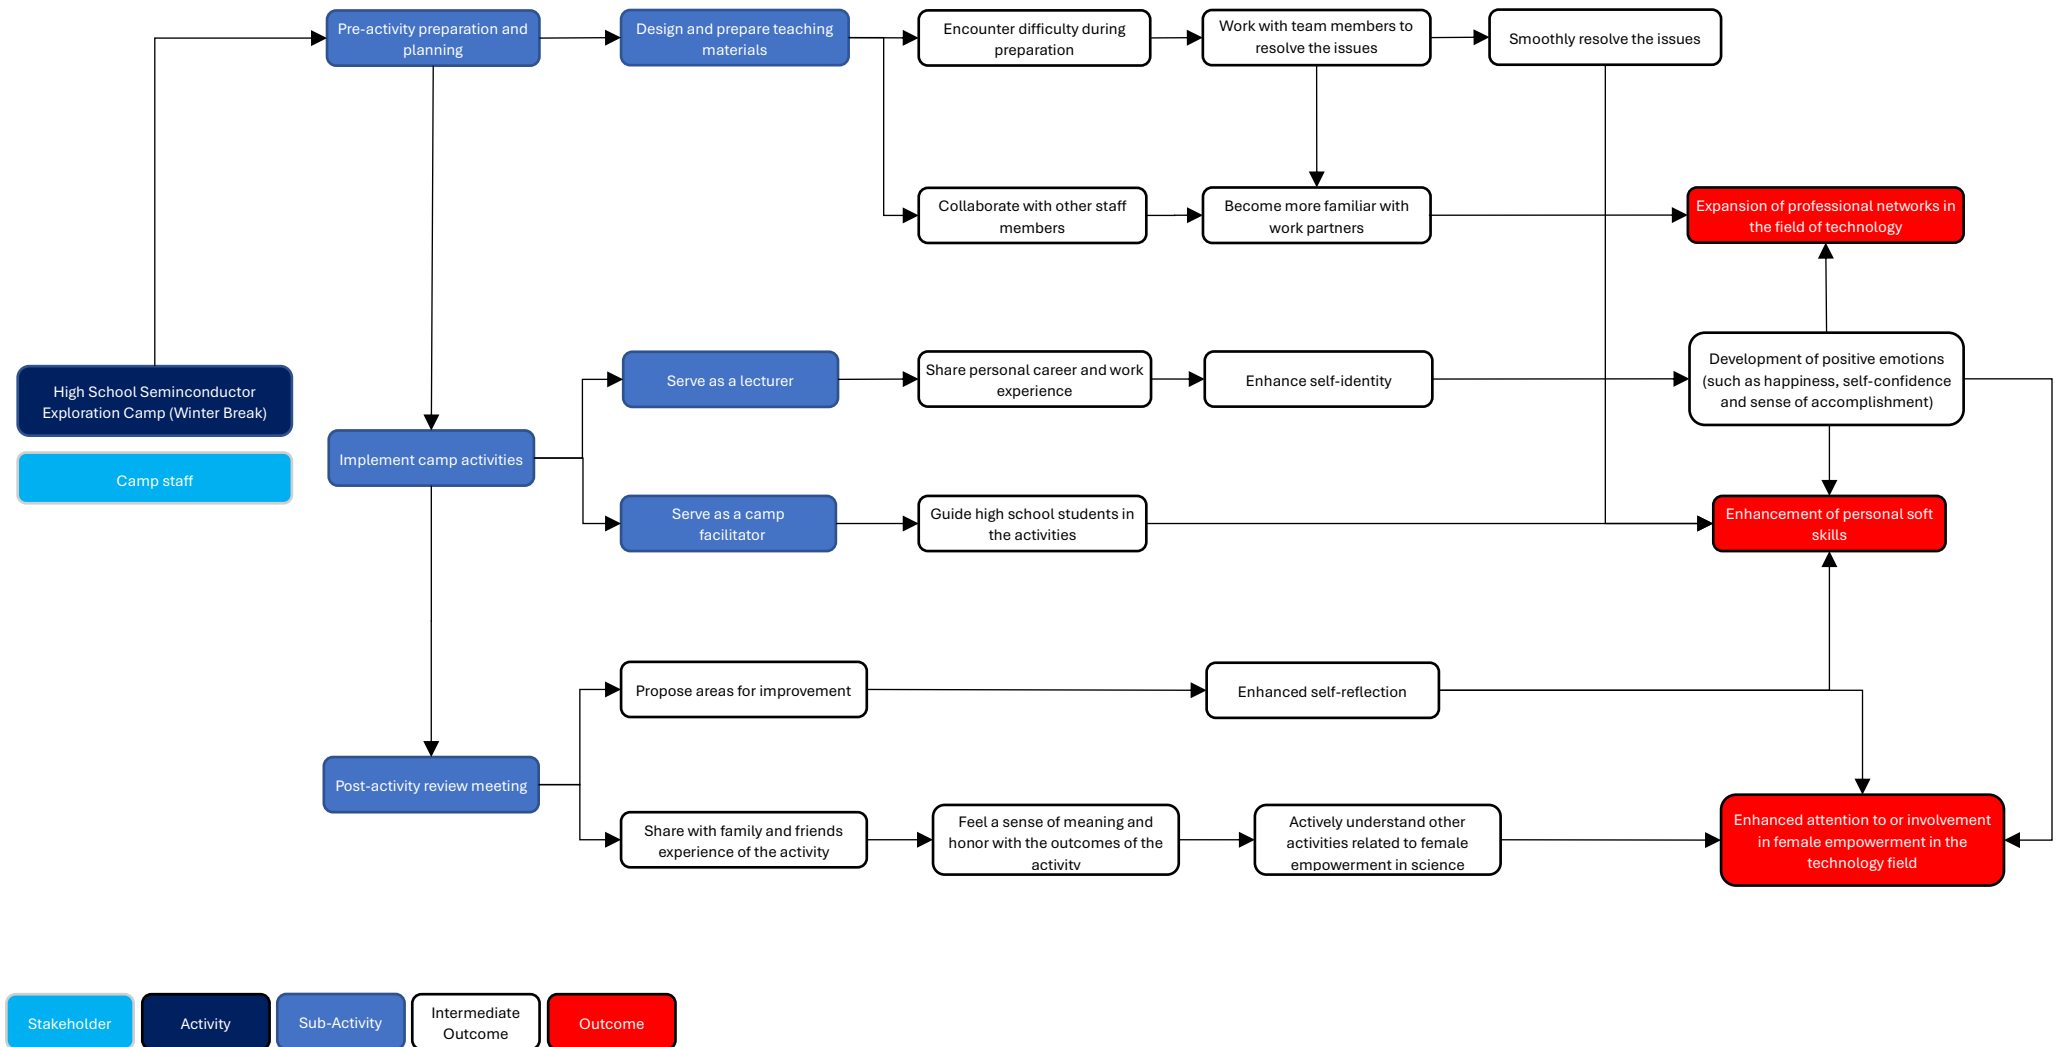 Pre-activity preparation and
planning
Design and prepare teaching
materials
Encounter difficulty during
preparation
Work with team members to
resolve the issues
Smoothly resolve the issues
Collaborate with other staff
members
Become more familiar with
work partners
Expansion of professional networks in
the field of technology
High School Seminconductor
Exploration Camp (Winter Break)
Camp staff
Serve as a lecturer
Share personal career and work
experience
Enhance self-identity
Development of positive emotions
(such as happiness, self-confidence
and sense of accomplishment)
Implement camp activities
Serve as a camp
facilitator
Guide high school students in
the activities
Enhancement of personal soft
skills
Propose areas for improvement
Enhanced self-reflection
Post-activity review meeting
Share with family and friends
experience of the activity
Feel a sense of meaning and
honor with the outcomes of the
activity
Actively understand other
activities related to female
empowerment in science
Enhanced attention to or involvement
in female empowerment in the
technology field
Stakeholder
Activity
Sub-Activity
Intermediate
Outcome
Outcome